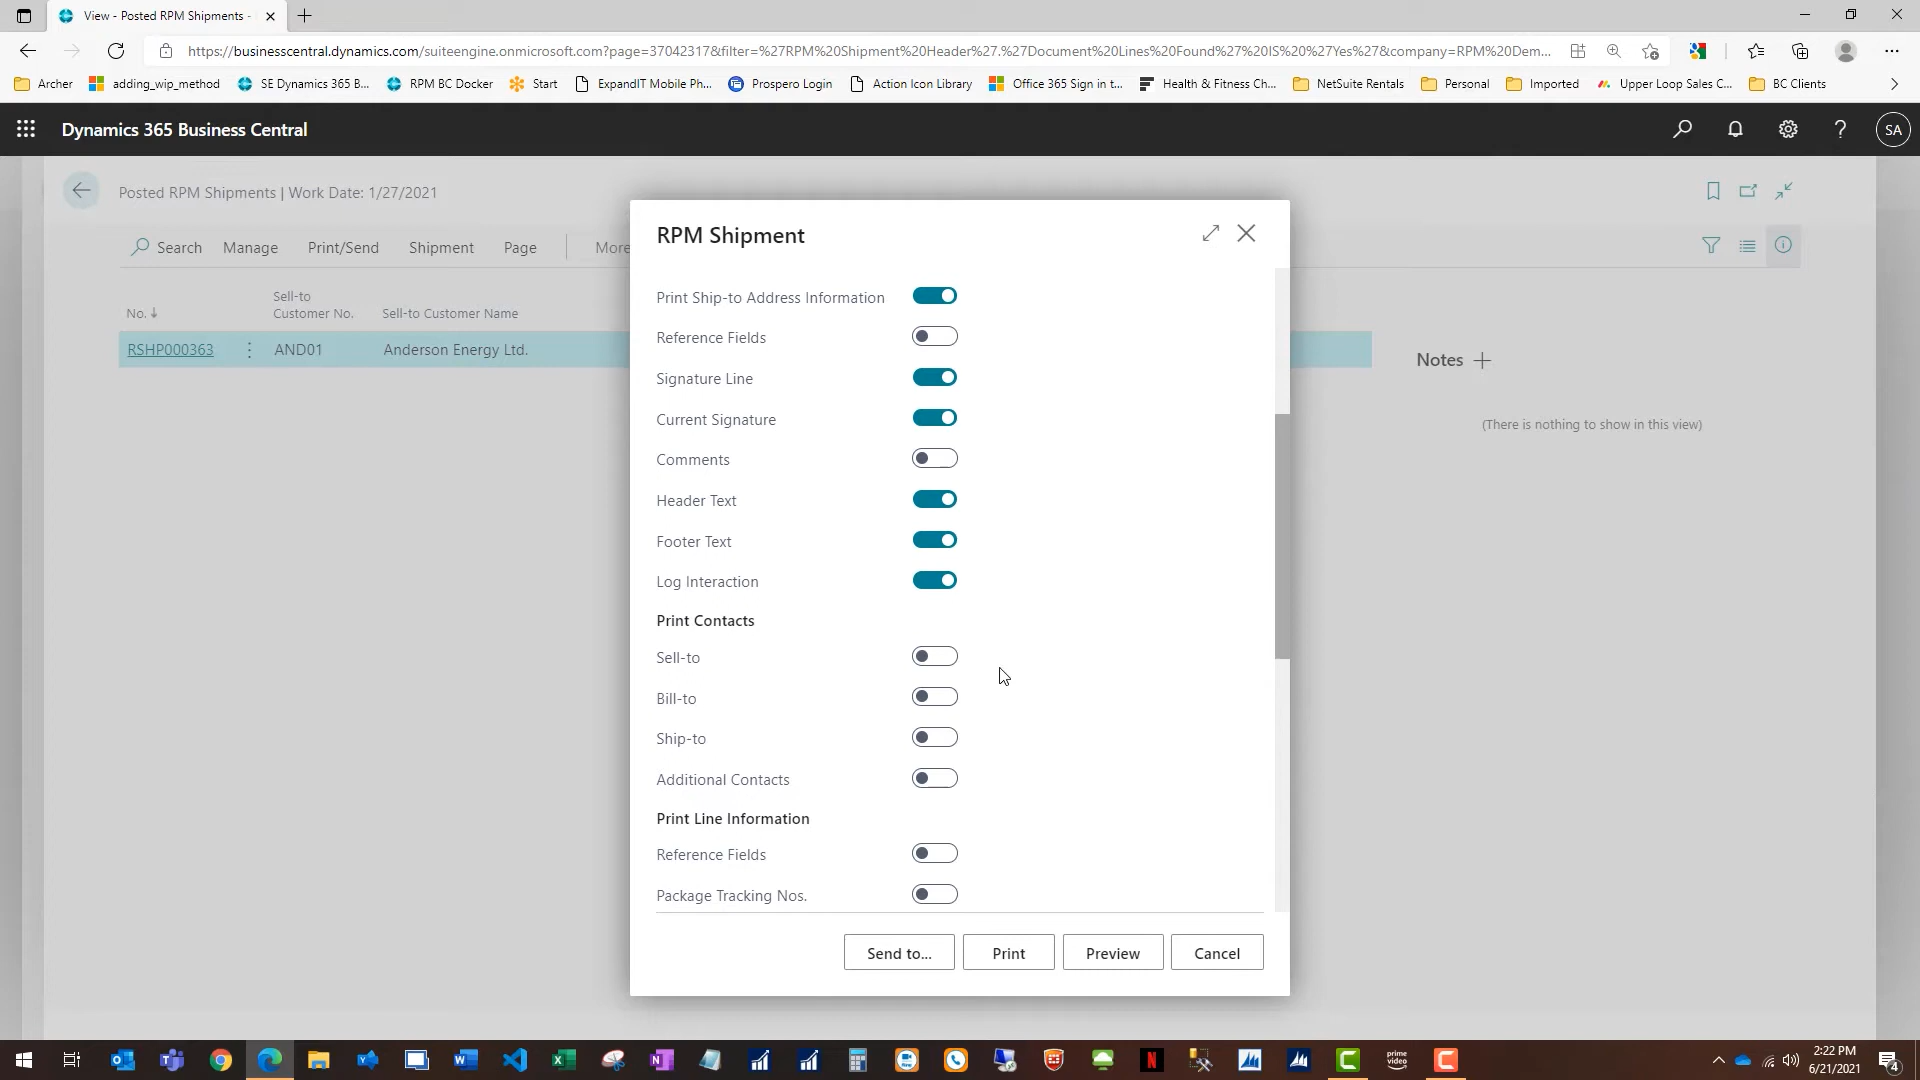 View - Posted RPM Shipments -
https://businesscentral.dynamics.com/suiteengine.onmicrosoft.com?page=37042317&filter=%27RPM%20Shipment%20Header%27.%27Document%20Lines%20Found%27%20IS%20%27Yes%27&company=RPM%20Dem...
Archer adding_wip_method SE Dynamics 365 B... RPM BC Docker Start ExpandIT Mobile Ph... Prospero Login Action Icon Library Office 365 Sign in t... Health & Fitness Ch... NetSuite Rentals Personal Imported Upper Loop Sales C... BC Clients
Dynamics 365 Business Central
SA
Posted RPM Shipments | Work Date: 1/27/2021
Search Manage Print/Send Shipment Page More
No. ↓
Sell-to
Customer No.
Sell-to Customer Name
RSHP000363 AND01 Anderson Energy Ltd.
Notes
(There is nothing to show in this view)
RPM Shipment
Print Ship-to Address Information
Reference Fields
Signature Line
Current Signature
Comments
Header Text
Footer Text
Log Interaction
Print Contacts
Sell-to
Bill-to
Ship-to
Additional Contacts
Print Line Information
Reference Fields
Package Tracking Nos.
Send to... Print Preview Cancel
prime
video
2:22 PM
6/21/2021
4